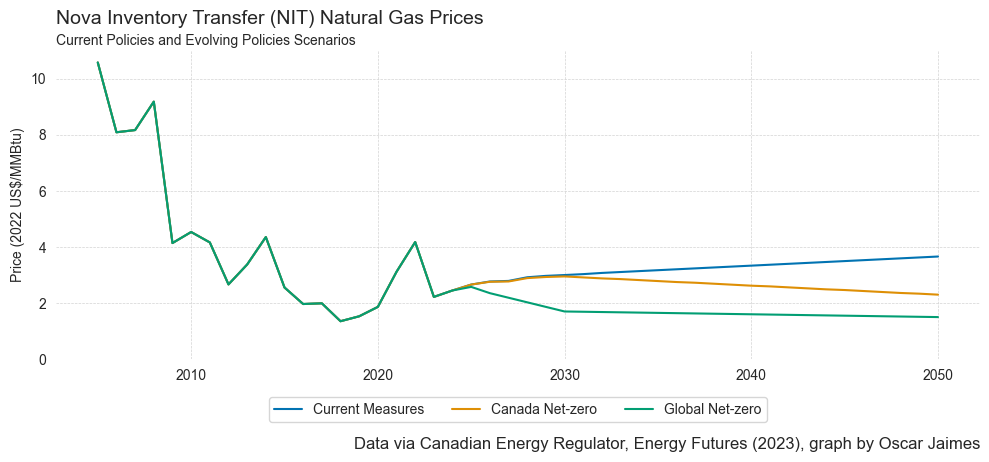 Nova Inventory Transfer (NIT) Natural Gas Prices
Current Policies and Evolving Policies Scenarios
Price (2022 US$/MMBtu)
10
8
6
4
2
0
2010
2020
2030
2040
2050
Current Measures
Canada Net-zero
Global Net-zero
Data via Canadian Energy Regulator, Energy Futures (2023), graph by Oscar Jaimes